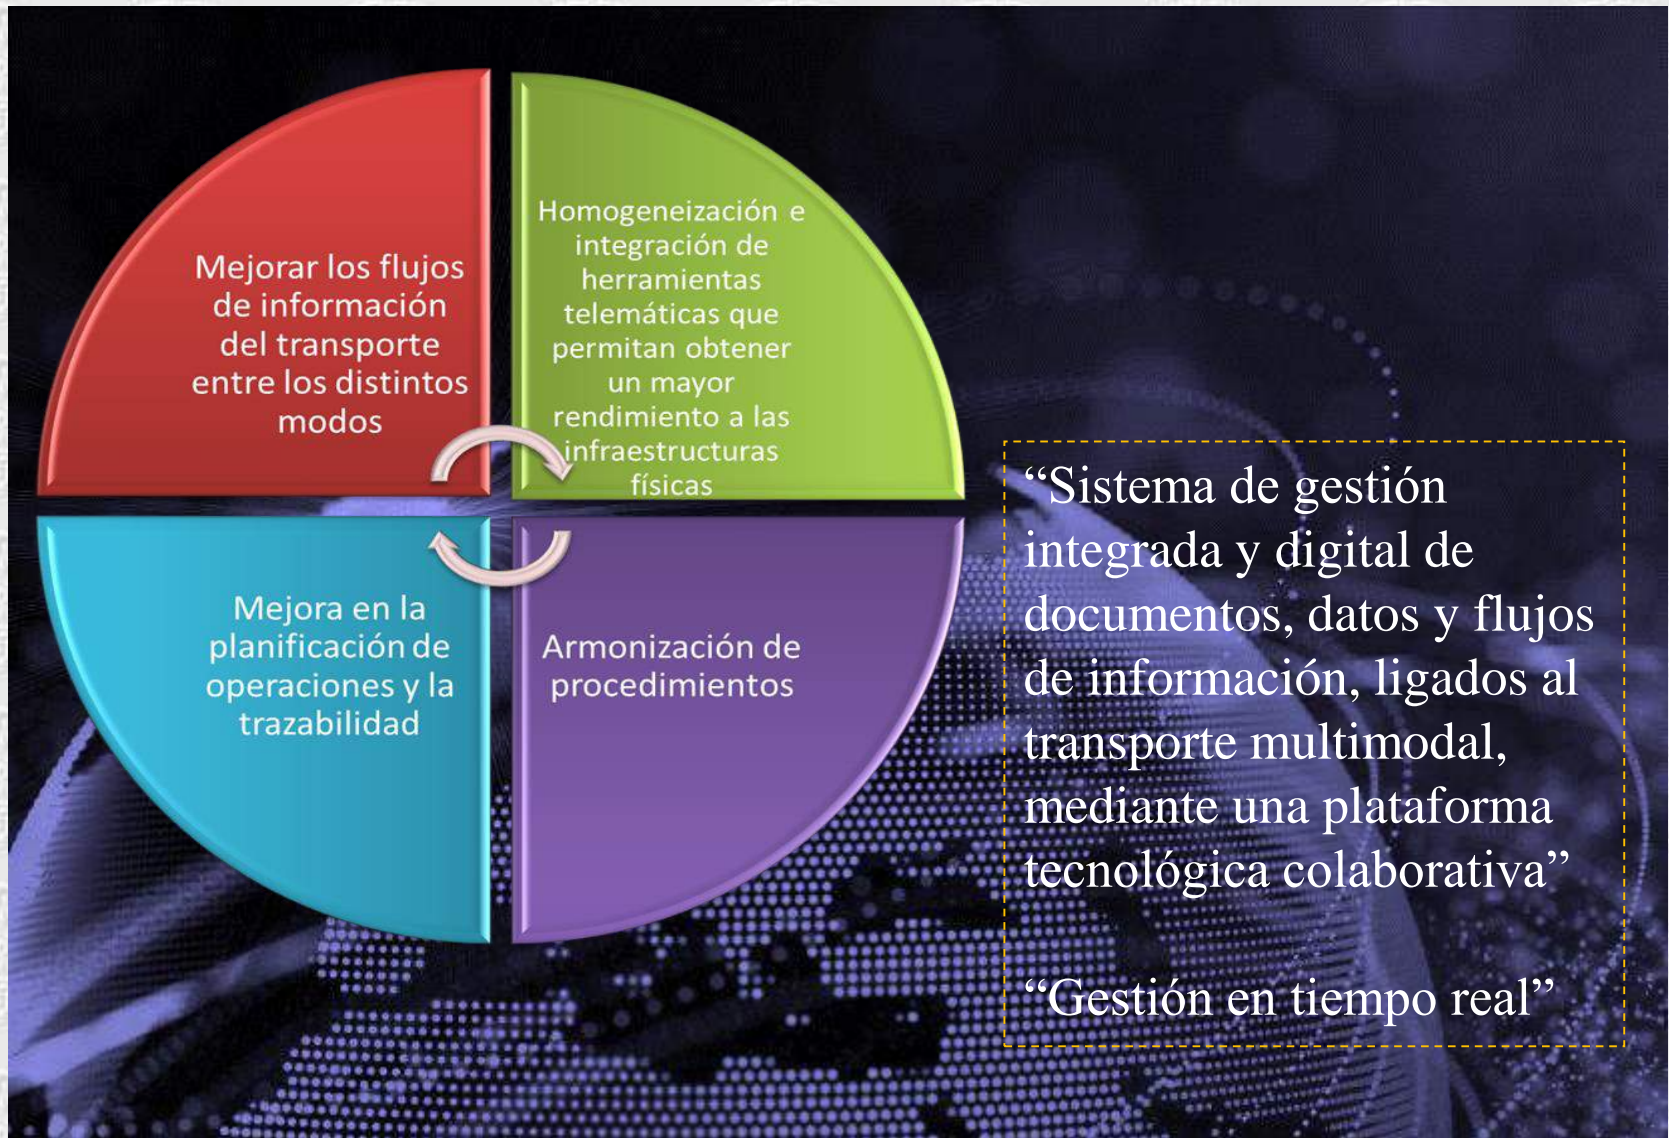 Mejorar los flujos
de información
del transporte
entre los distintos
modos
Homogeneización e
integración de
herramientas
telemáticas que
permitan obtener
un mayor
rendimiento a las
infraestructuras
físicas
Mejora en la
planificación de
operaciones y la
trazabilidad
Armonización de
procedimientos
“Sistema de gestión
integrada y digital de
documentos, datos y flujos
de información, ligados al
transporte multimodal,
mediante una plataforma
tecnológica colaborativa”
“Gestión en tiempo real”